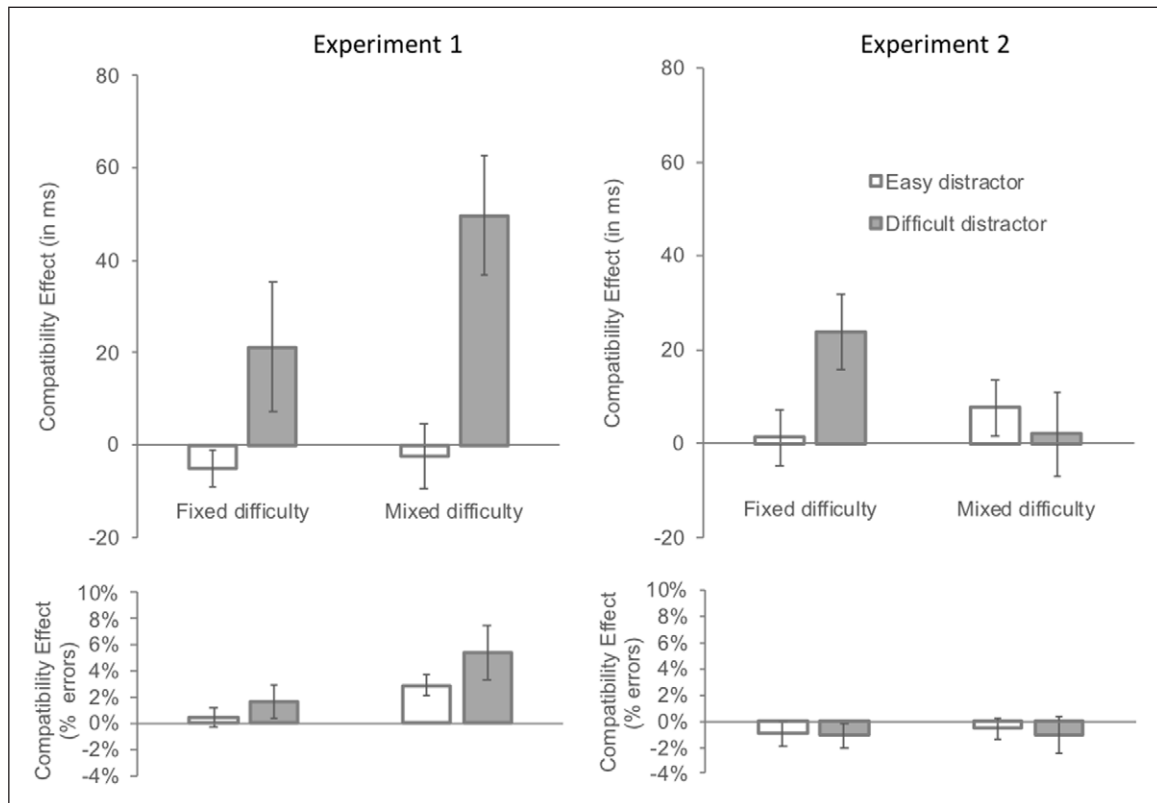 Experiment 1
80
60
40
20
0
-20
Compatibility Effect (in ms)
Fixed difficulty
Mixed difficulty
Experiment 2
80
60
40
20
0
-20
Compatibility Effect (in ms)
Easy distractor
Difficult distractor
Fixed difficulty
Mixed difficulty
10%
8%
6%
4%
2%
0%
-2%
-4%
Compatibility Effect
(% errors)
10%
8%
6%
4%
2%
0%
-2%
-4%
Compatibility Effect
(% errors)